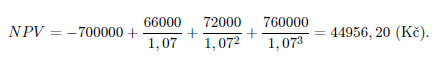 NPV = −700000 + 66000/1,07 + 72000/1,07² + 760000/1,07³ = 44956,20 (Kč).